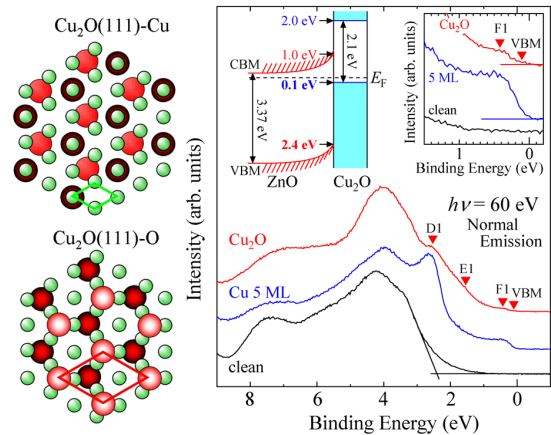 Cu₂O(111)-Cu
Cu₂O(111)-O
Intensity (arb. units)
2.0 eV
2.1 eV
1.0 eV
CBM
E_F
0.1 eV
3.37 eV
2.4 eV
VBM
ZnO
Cu₂O
Intensity (arb. units)
Cu₂O
F1
VBM
5 ML
clean
1
0
Binding Energy (eV)
hν = 60 eV
Normal
Emission
Cu₂O
D1
E1
F1
VBM
Cu 5 ML
clean
8
6
4
2
0
Binding Energy (eV)